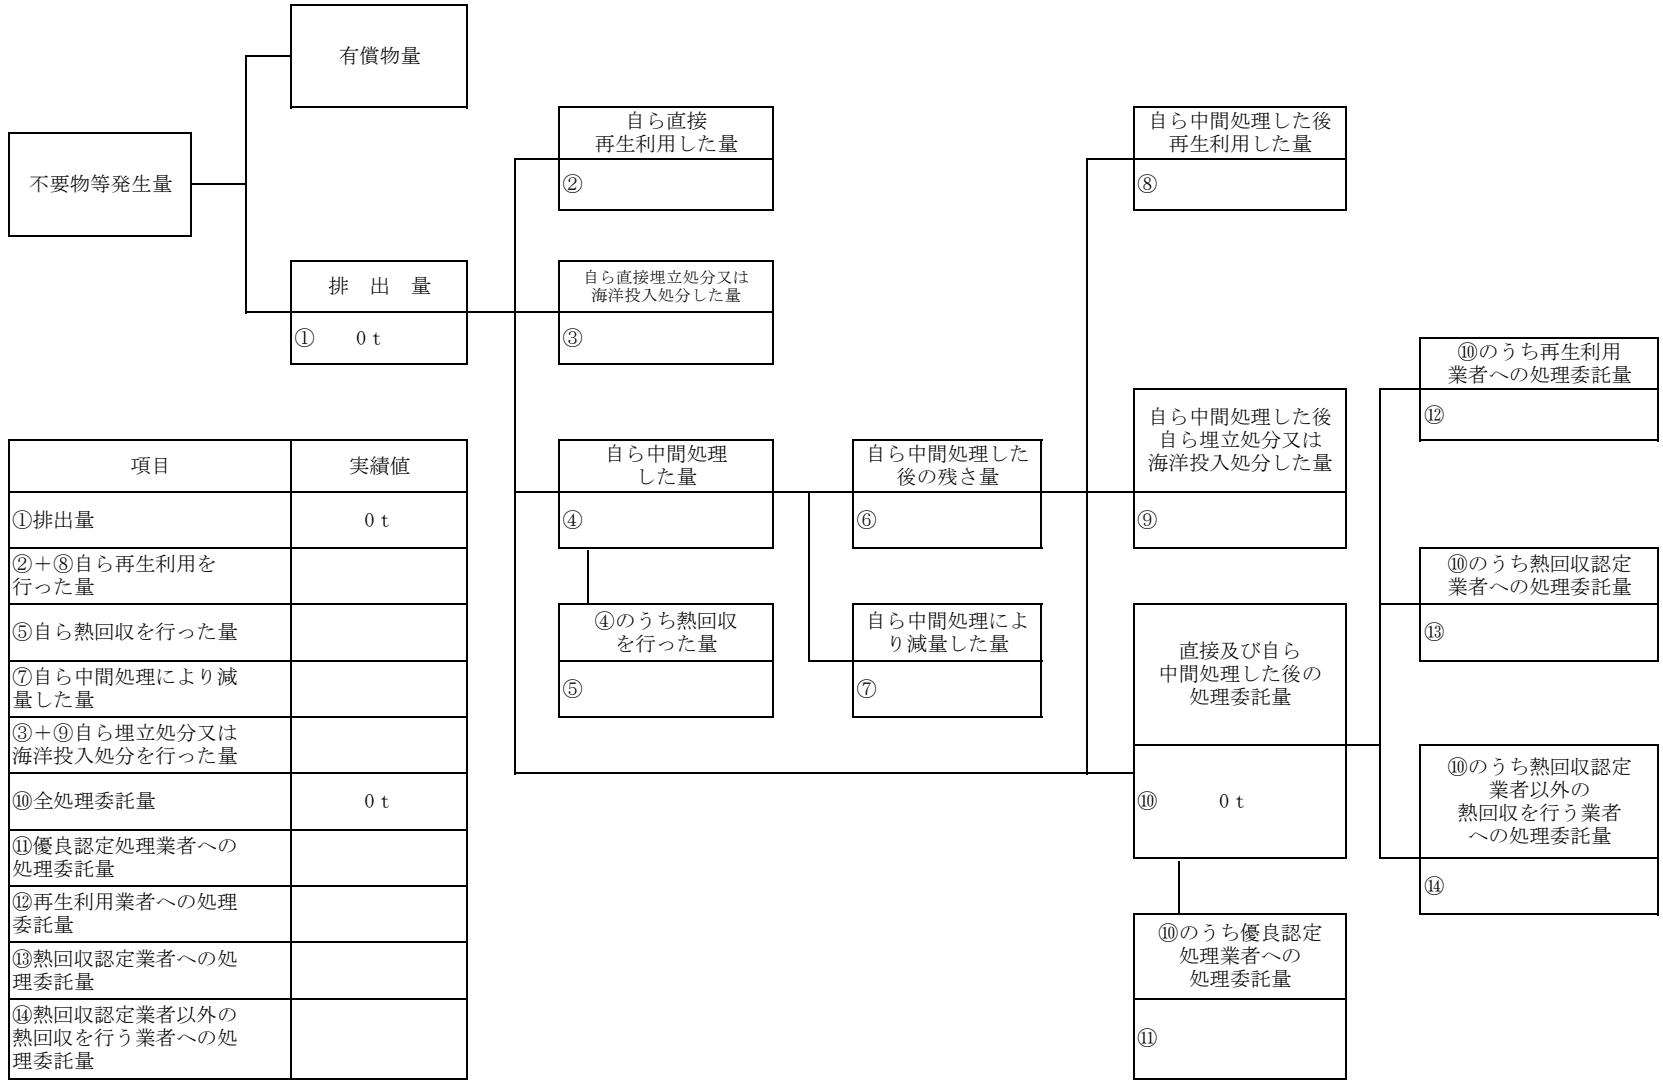 有償物量
不要物等発生量
排 出 量
① 0 t
自ら直接
再生利用した量
②
自ら直接埋立処分又は
海洋投入処分した量
③
自ら中間処理
した量
④
④のうち熱回収
を行った量
⑤
自ら中間処理した
後の残さ量
⑥
自ら中間処理によ
り減量した量
⑦
自ら中間処理した後
再生利用した量
⑧
自ら中間処理した後
自ら埋立処分又は
海洋投入処分した量
⑨
直接及び自ら
中間処理した後の
処理委託量
⑩ 0 t
⑩のうち優良認定
処理業者への
処理委託量
⑪
⑩のうち再生利用
業者への処理委託量
⑫
⑩のうち熱回収認定
業者への処理委託量
⑬
⑩のうち熱回収認定
業者以外の
熱回収を行う業者
への処理委託量
⑭
項目 実績値
①排出量 0 t
②＋⑧自ら再生利用を
行った量
⑤自ら熱回収を行った量
⑦自ら中間処理により減
量した量
③＋⑨自ら埋立処分又は
海洋投入処分を行った量
⑩全処理委託量 0 t
⑪優良認定処理業者への
処理委託量
⑫再生利用業者への処理
委託量
⑬熱回収認定業者への処
理委託量
⑭熱回収認定業者以外の
熱回収を行う業者への処
理委託量